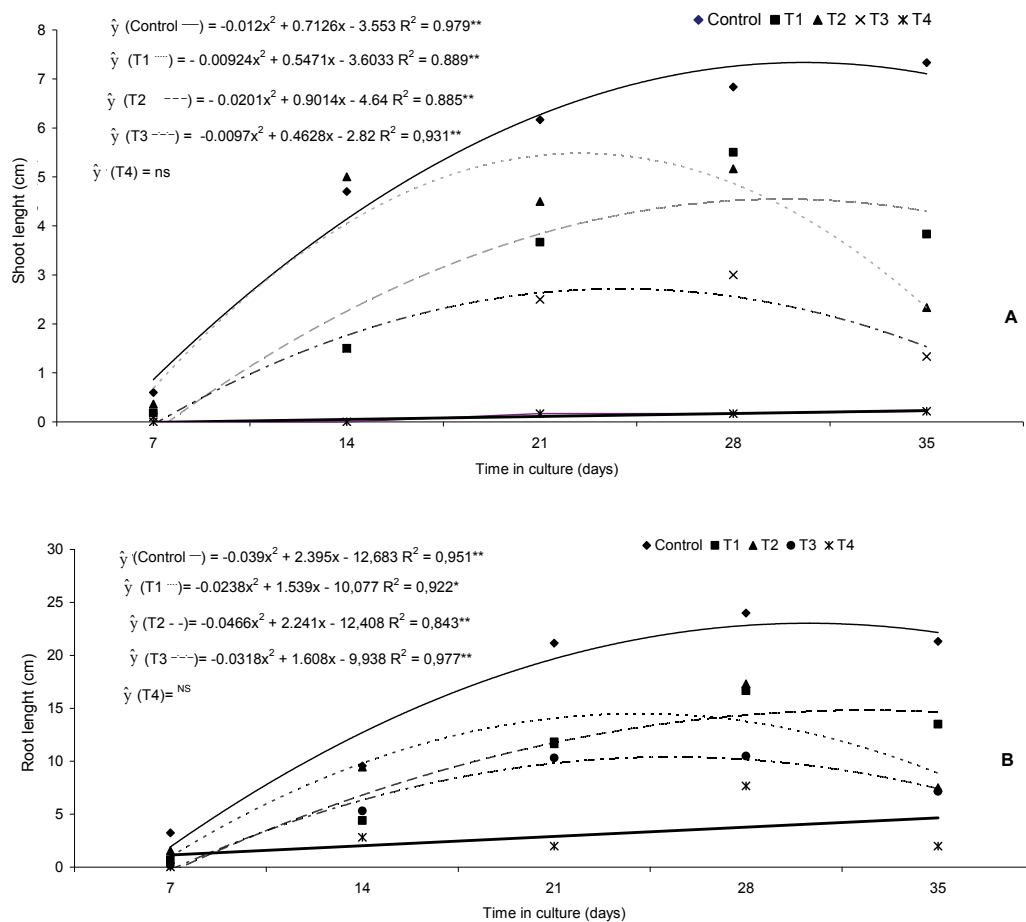 ŷ (Control —) = -0.012x² + 0.7126x - 3.553 R² = 0.979**
◆ Control ■ T1 ▲ T2 × T3 ж T4
ŷ (T1 ·····) = - 0.00924x² + 0.5471x - 3.6033 R² = 0.889**
ŷ (T2 ---) = - 0.0201x² + 0.9014x - 4.64 R² = 0.885**
ŷ (T3 -·-·-) = -0.0097x² + 0.4628x - 2.82 R² = 0,931**
ŷ (T4) = ns
8
7
6
5
4
3
2
1
0
Shoot lenght (cm)
A
7 14 21 28 35
Time in culture (days)
ŷ (Control —) = -0.039x² + 2.395x - 12,683 R² = 0,951**
◆ Control ■ T1 ▲ T2 ● T3 ж T4
ŷ (T1 ·····)= -0.0238x² + 1.539x - 10,077 R² = 0,922*
ŷ (T2 - -)= -0.0466x² + 2.241x - 12,408 R² = 0,843**
ŷ (T3 -·-·-)= -0.0318x² + 1.608x - 9,938 R² = 0,977**
ŷ (T4)= NS
30
25
20
15
10
5
0
Root lenght (cm)
B
7 14 21 28 35
Time in culture (days)